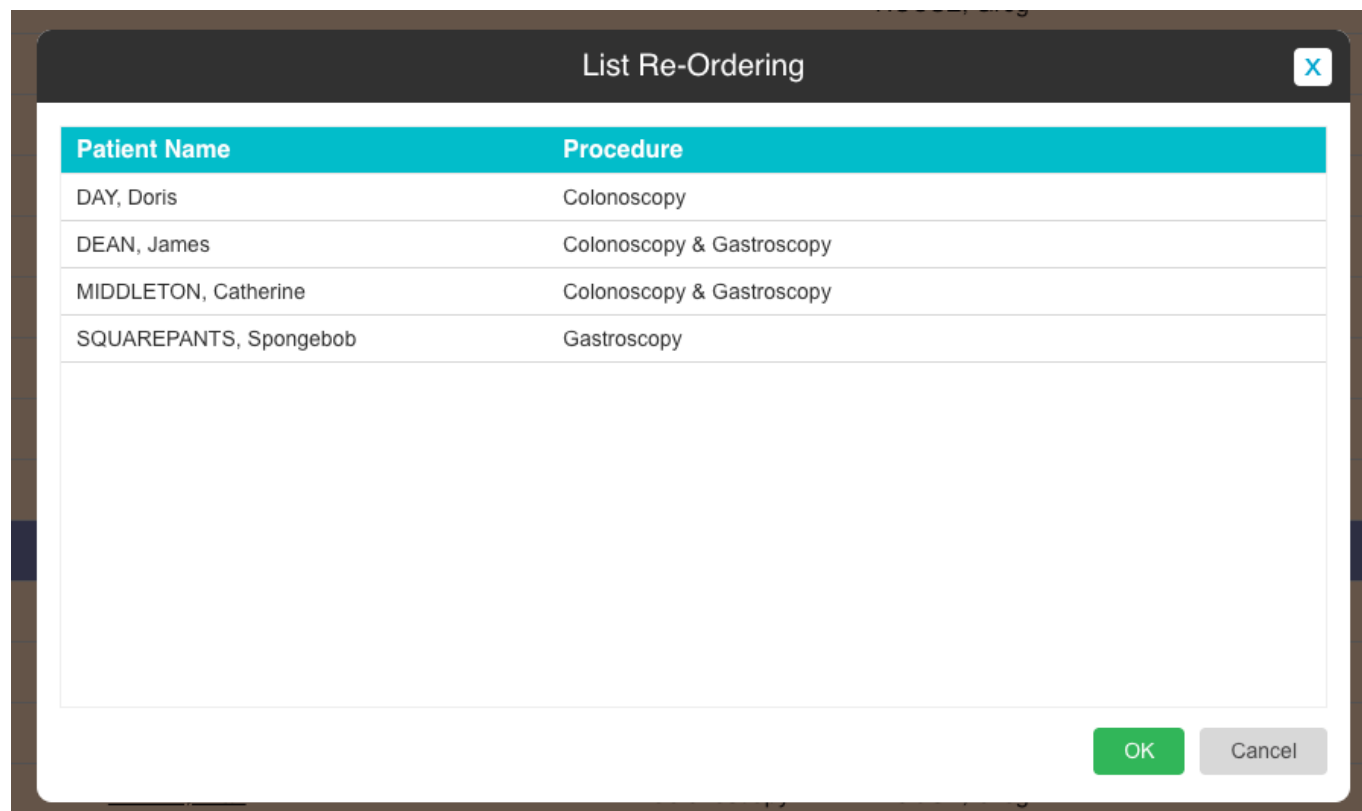 List Re-Ordering
X
Patient Name Procedure
DAY, Doris Colonoscopy
DEAN, James Colonoscopy & Gastroscopy
MIDDLETON, Catherine Colonoscopy & Gastroscopy
SQUAREPANTS, Spongebob Gastroscopy
OK Cancel